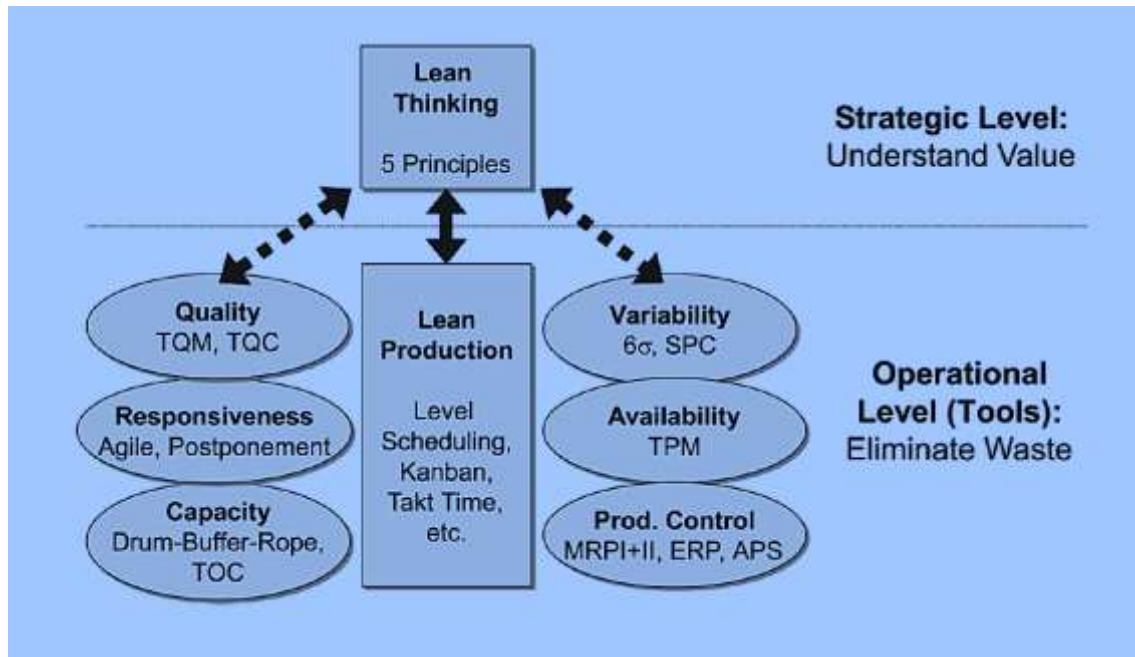 Lean
Thinking
5 Principles
Strategic Level:
Understand Value
Quality
TQM, TQC
Responsiveness
Agile, Postponement
Capacity
Drum-Buffer-Rope,
TOC
Lean
Production
Level
Scheduling,
Kanban,
Takt Time,
etc.
Variability
6σ, SPC
Availability
TPM
Prod. Control
MRPI+II, ERP, APS
Operational
Level (Tools):
Eliminate Waste